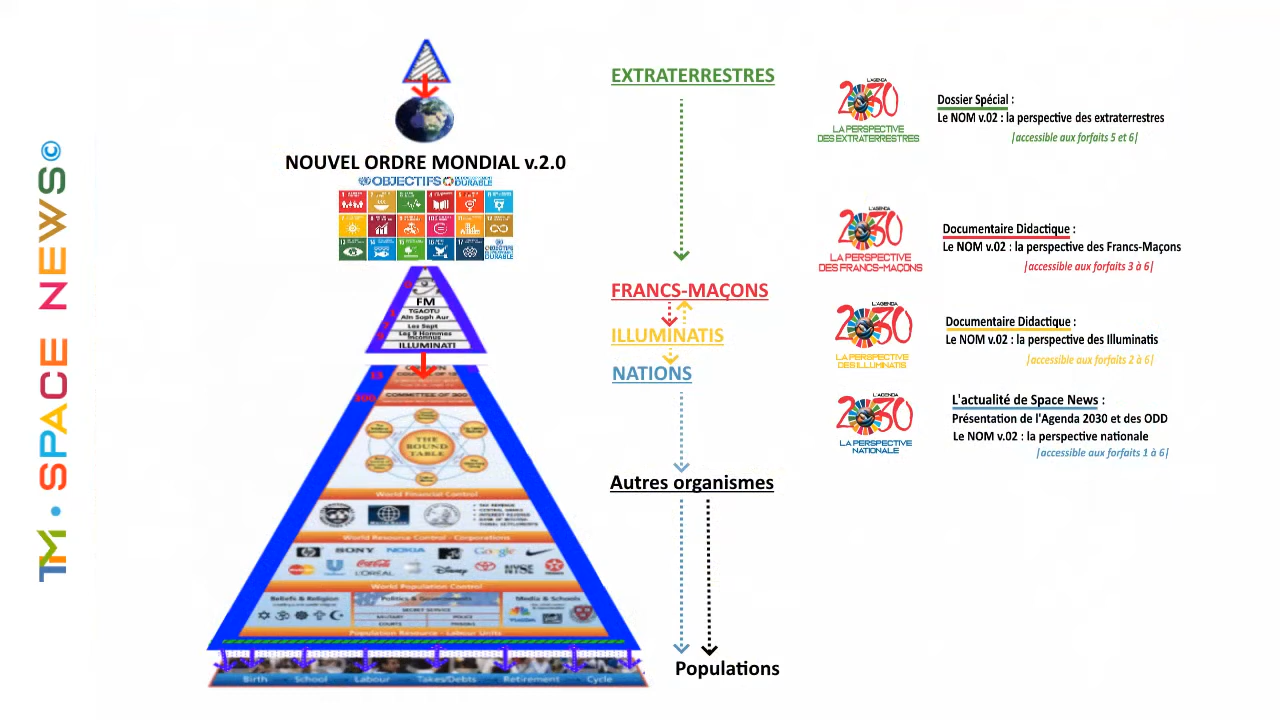 TM · SPACE NEWS©
NOUVEL ORDRE MONDIAL v.2.0
OBJECTIFS DE DÉVELOPPEMENT DURABLE
FM
TGAOTU
Ain Soph Aur
Les Sept
Les 9 Hommes
Inconnus
ILLUMINATI
13
300
COMMITTEE OF 300
THE
ROUND
TABLE
World Financial Control
World Resource Control - Corporations
hp SONY NOKIA Google
Coca-Cola L'ORÉAL Disney NYSE
World Population Control
Beliefs & Religion
Politics & Governments
Media & Schools
SECRET SERVICE
MILITARY POLICE
COURTS PRISONS
Population Resource - Labour Units
Birth School Labour Taxes/Debts Retirement Cycle
EXTRATERRESTRES
FRANCS-MAÇONS
ILLUMINATIS
NATIONS
Autres organismes
Populations
L'AGENDA
2030
LA PERSPECTIVE
DES EXTRATERRESTRES
Dossier Spécial :
Le NOM v.02 : la perspective des extraterrestres
[accessible aux forfaits 5 et 6]
L'AGENDA
2030
LA PERSPECTIVE
DES FRANCS-MAÇONS
Documentaire Didactique :
Le NOM v.02 : la perspective des Francs-Maçons
[accessible aux forfaits 3 à 6]
L'AGENDA
2030
LA PERSPECTIVE
DES ILLUMINATIS
Documentaire Didactique :
Le NOM v.02 : la perspective des Illuminatis
[accessible aux forfaits 2 à 6]
L'AGENDA
2030
LA PERSPECTIVE
NATIONALE
L'actualité de Space News :
Présentation de l'Agenda 2030 et des ODD
Le NOM v.02 : la perspective nationale
[accessible aux forfaits 1 à 6]